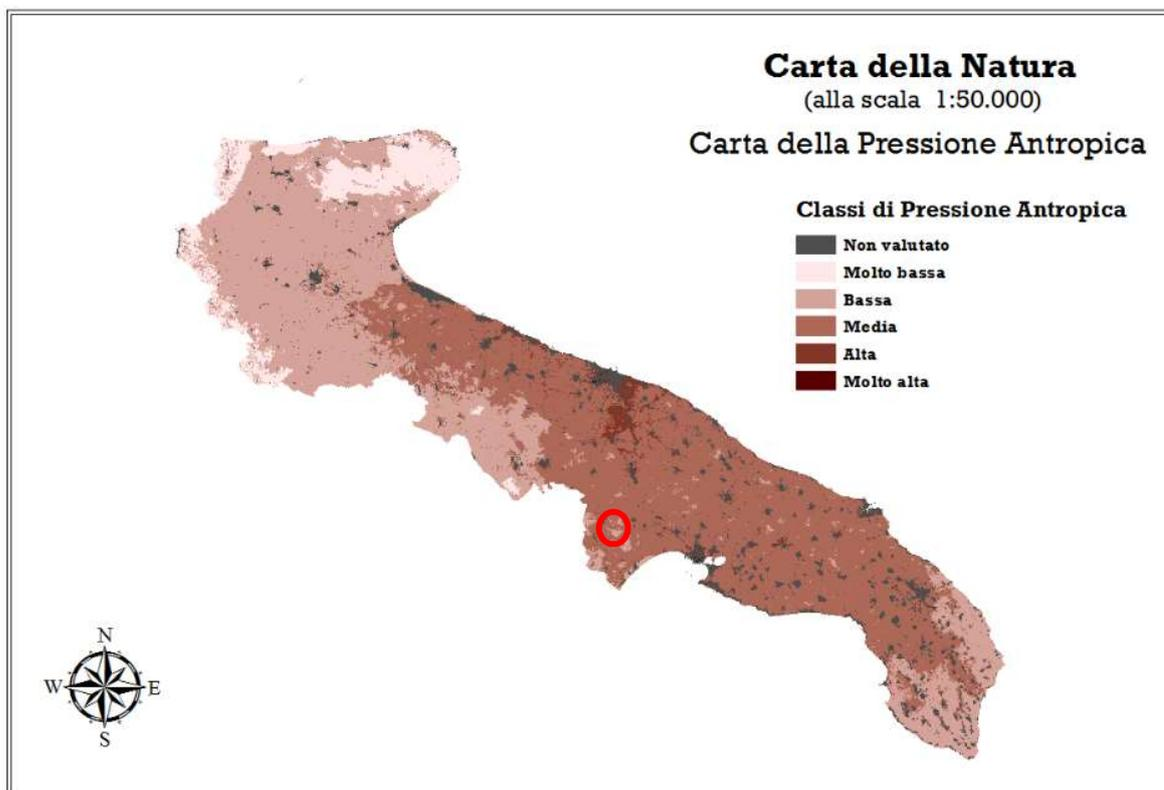 Carta della Natura
(alla scala 1:50.000)
Carta della Pressione Antropica
Classi di Pressione Antropica
Non valutato
Molto bassa
Bassa
Media
Alta
Molto alta
N
W E
S